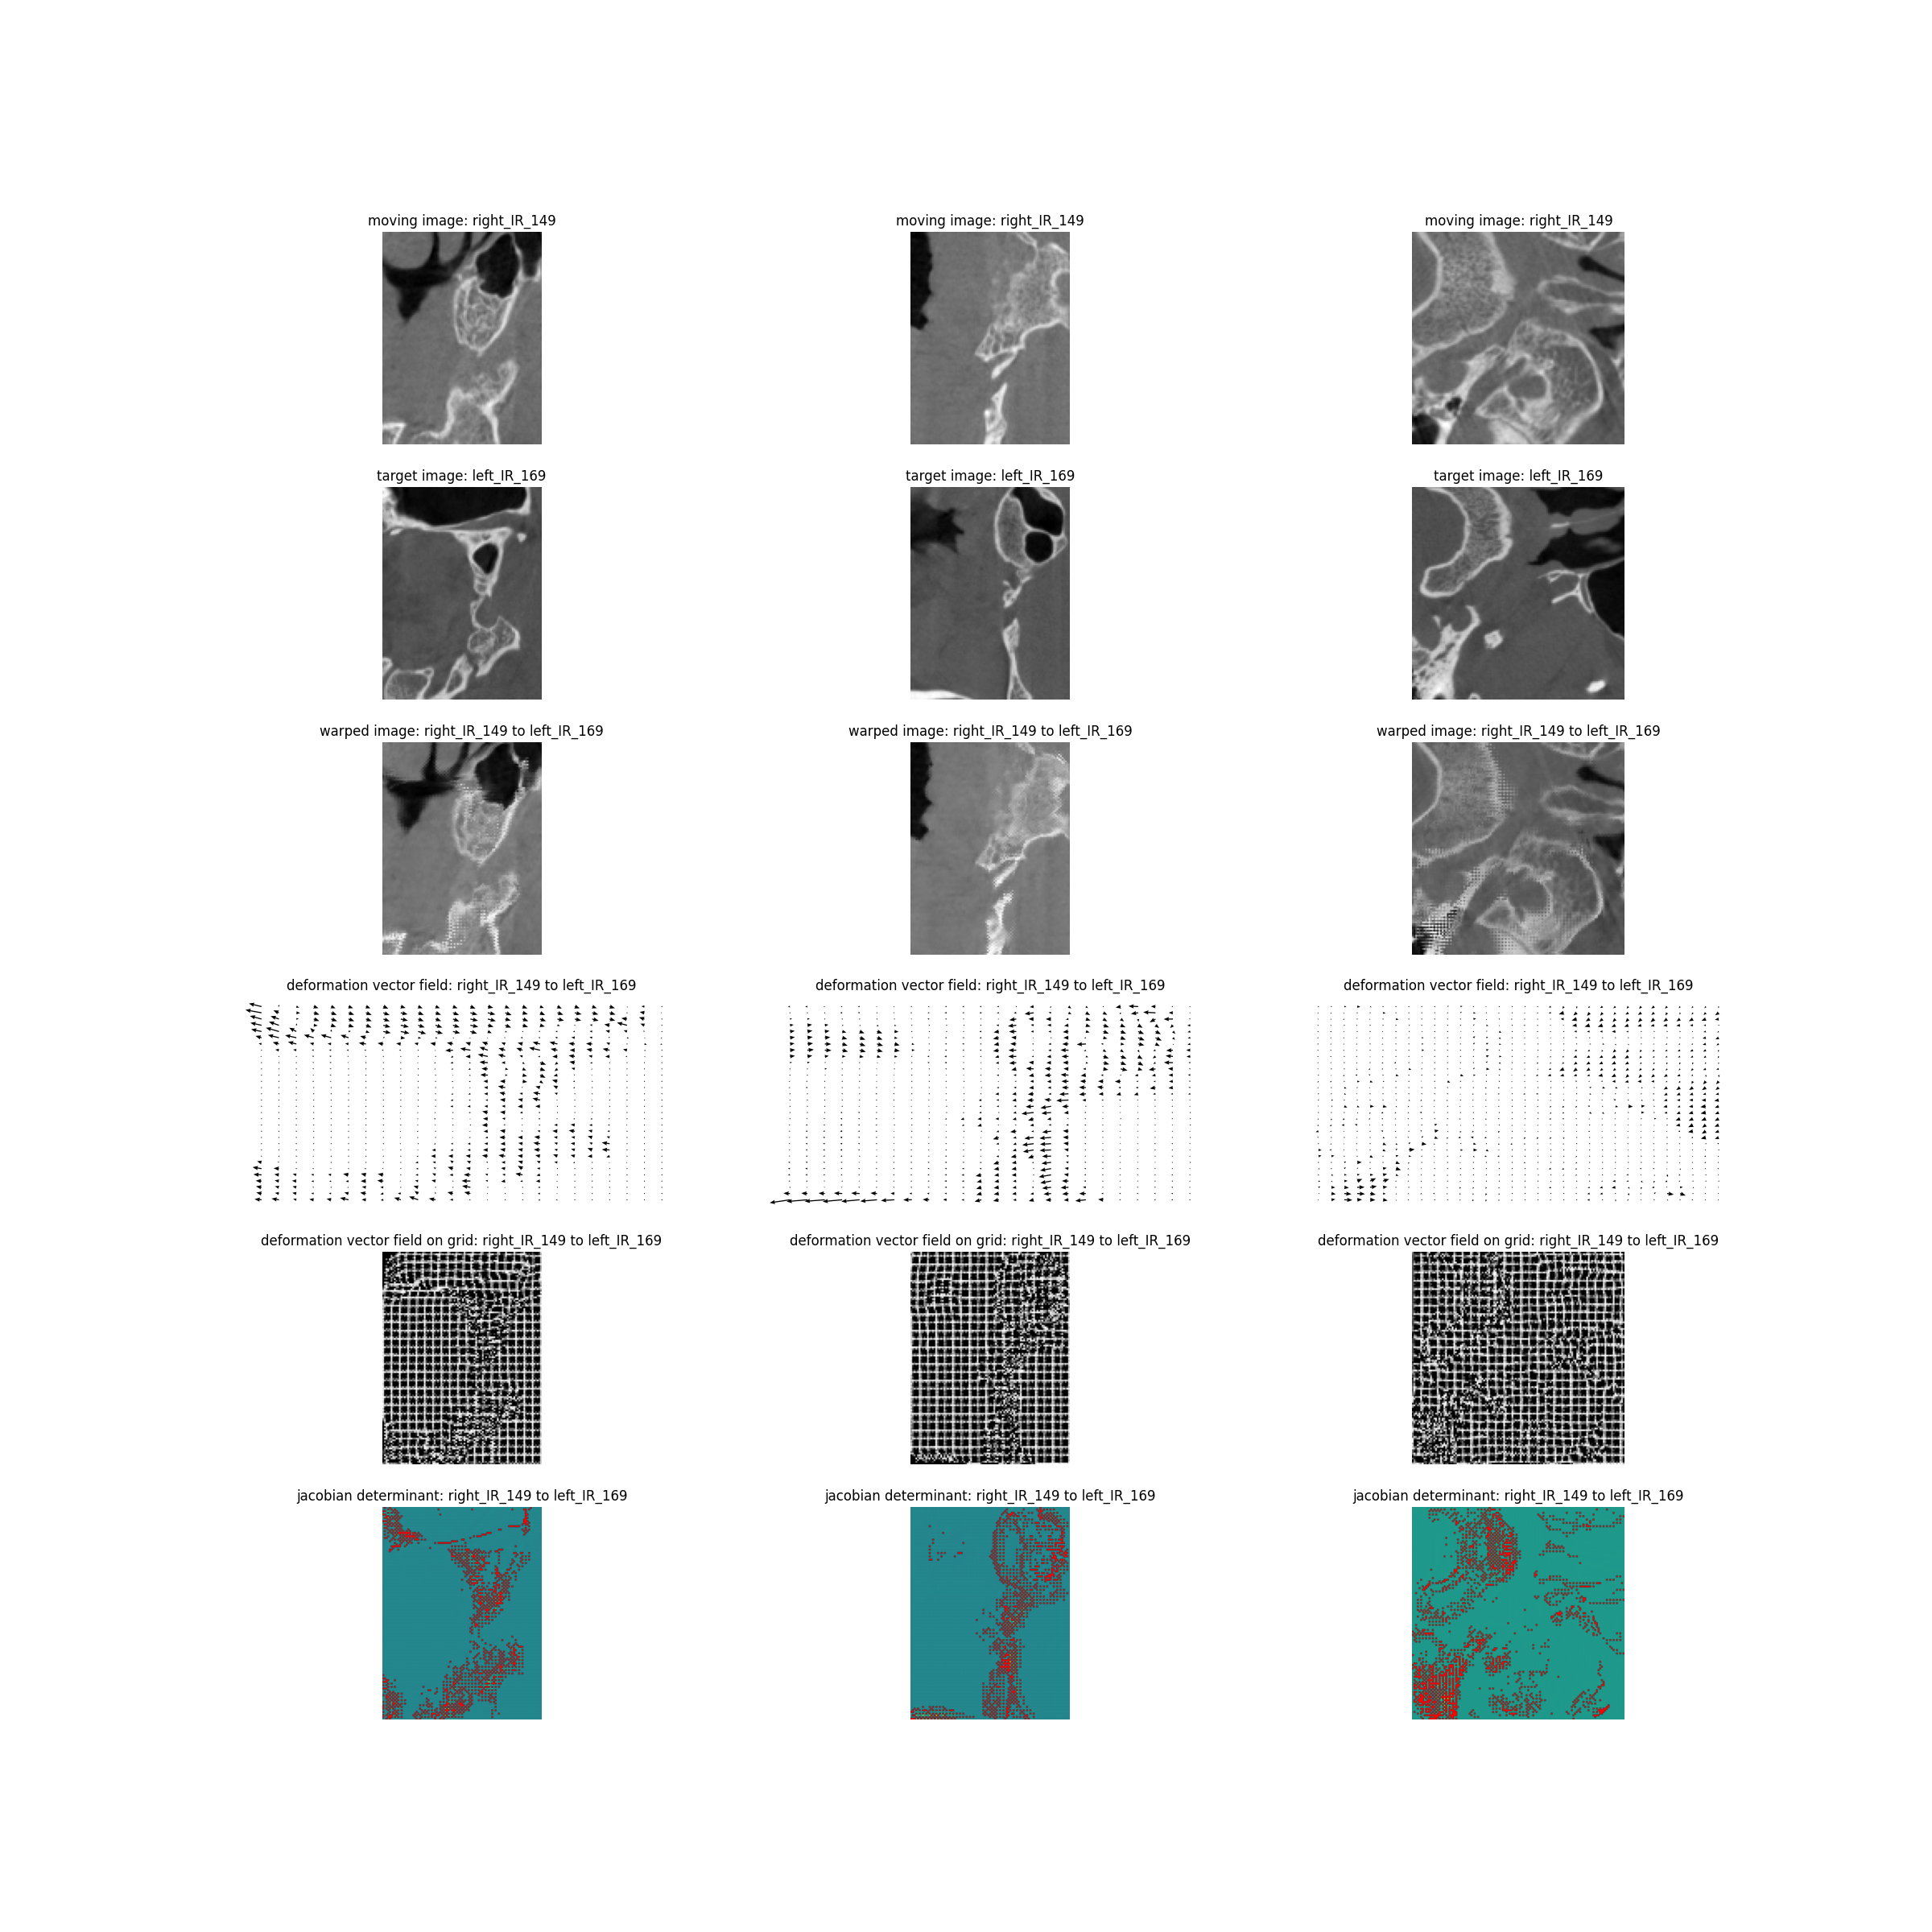 moving image: right_IR_149
moving image: right_IR_149
moving image: right_IR_149
target image: left_IR_169
target image: left_IR_169
target image: left_IR_169
warped image: right_IR_149 to left_IR_169
warped image: right_IR_149 to left_IR_169
warped image: right_IR_149 to left_IR_169
deformation vector field: right_IR_149 to left_IR_169
deformation vector field: right_IR_149 to left_IR_169
deformation vector field: right_IR_149 to left_IR_169
deformation vector field on grid: right_IR_149 to left_IR_169
deformation vector field on grid: right_IR_149 to left_IR_169
deformation vector field on grid: right_IR_149 to left_IR_169
jacobian determinant: right_IR_149 to left_IR_169
jacobian determinant: right_IR_149 to left_IR_169
jacobian determinant: right_IR_149 to left_IR_169